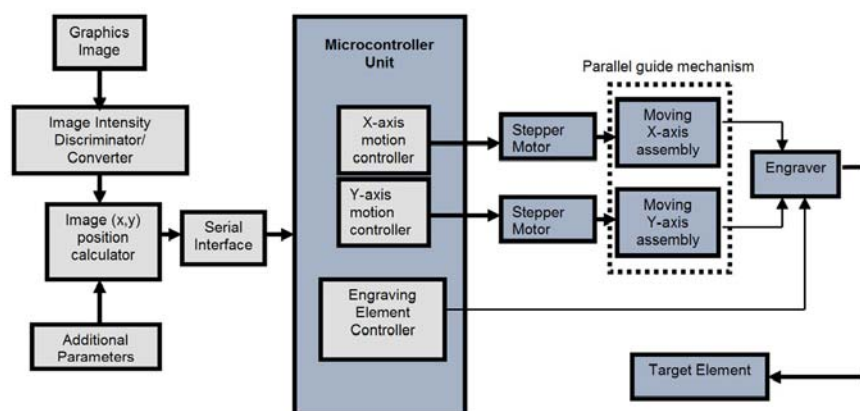 Graphics
Image
Image Intensity
Discriminator/
Converter
Image (x,y)
position
calculator
Additional
Parameters
Serial
Interface
Microcontroller
Unit
X-axis
motion
controller
Y-axis
motion
controller
Engraving
Element
Controller
Stepper
Motor
Stepper
Motor
Parallel guide mechanism
Moving
X-axis
assembly
Moving
Y-axis
assembly
Engraver
Target Element